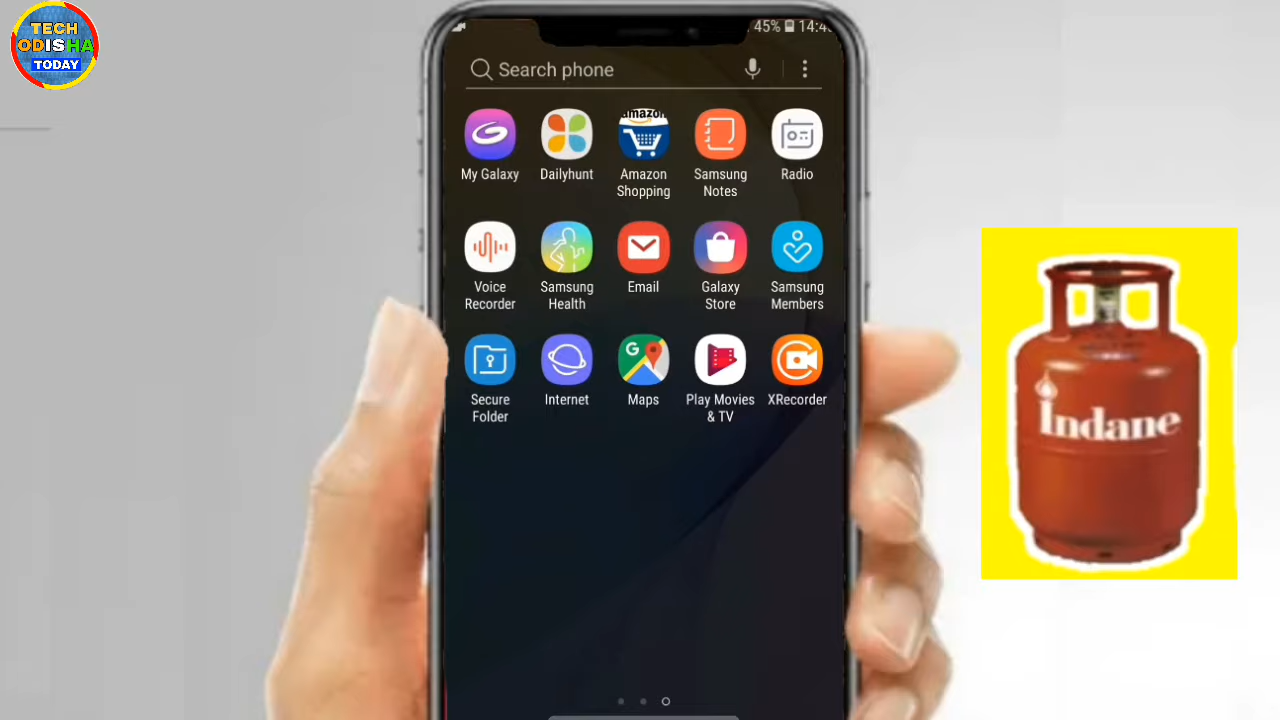 TECH
ODISHA
TODAY
45% 14:4
Search phone
amazon
My Galaxy
Dailyhunt
Amazon
Shopping
Samsung
Notes
Radio
Voice
Recorder
Samsung
Health
Email
Galaxy
Store
Samsung
Members
Secure
Folder
Internet
G
Maps
Play Movies
& TV
XRecorder
Indane